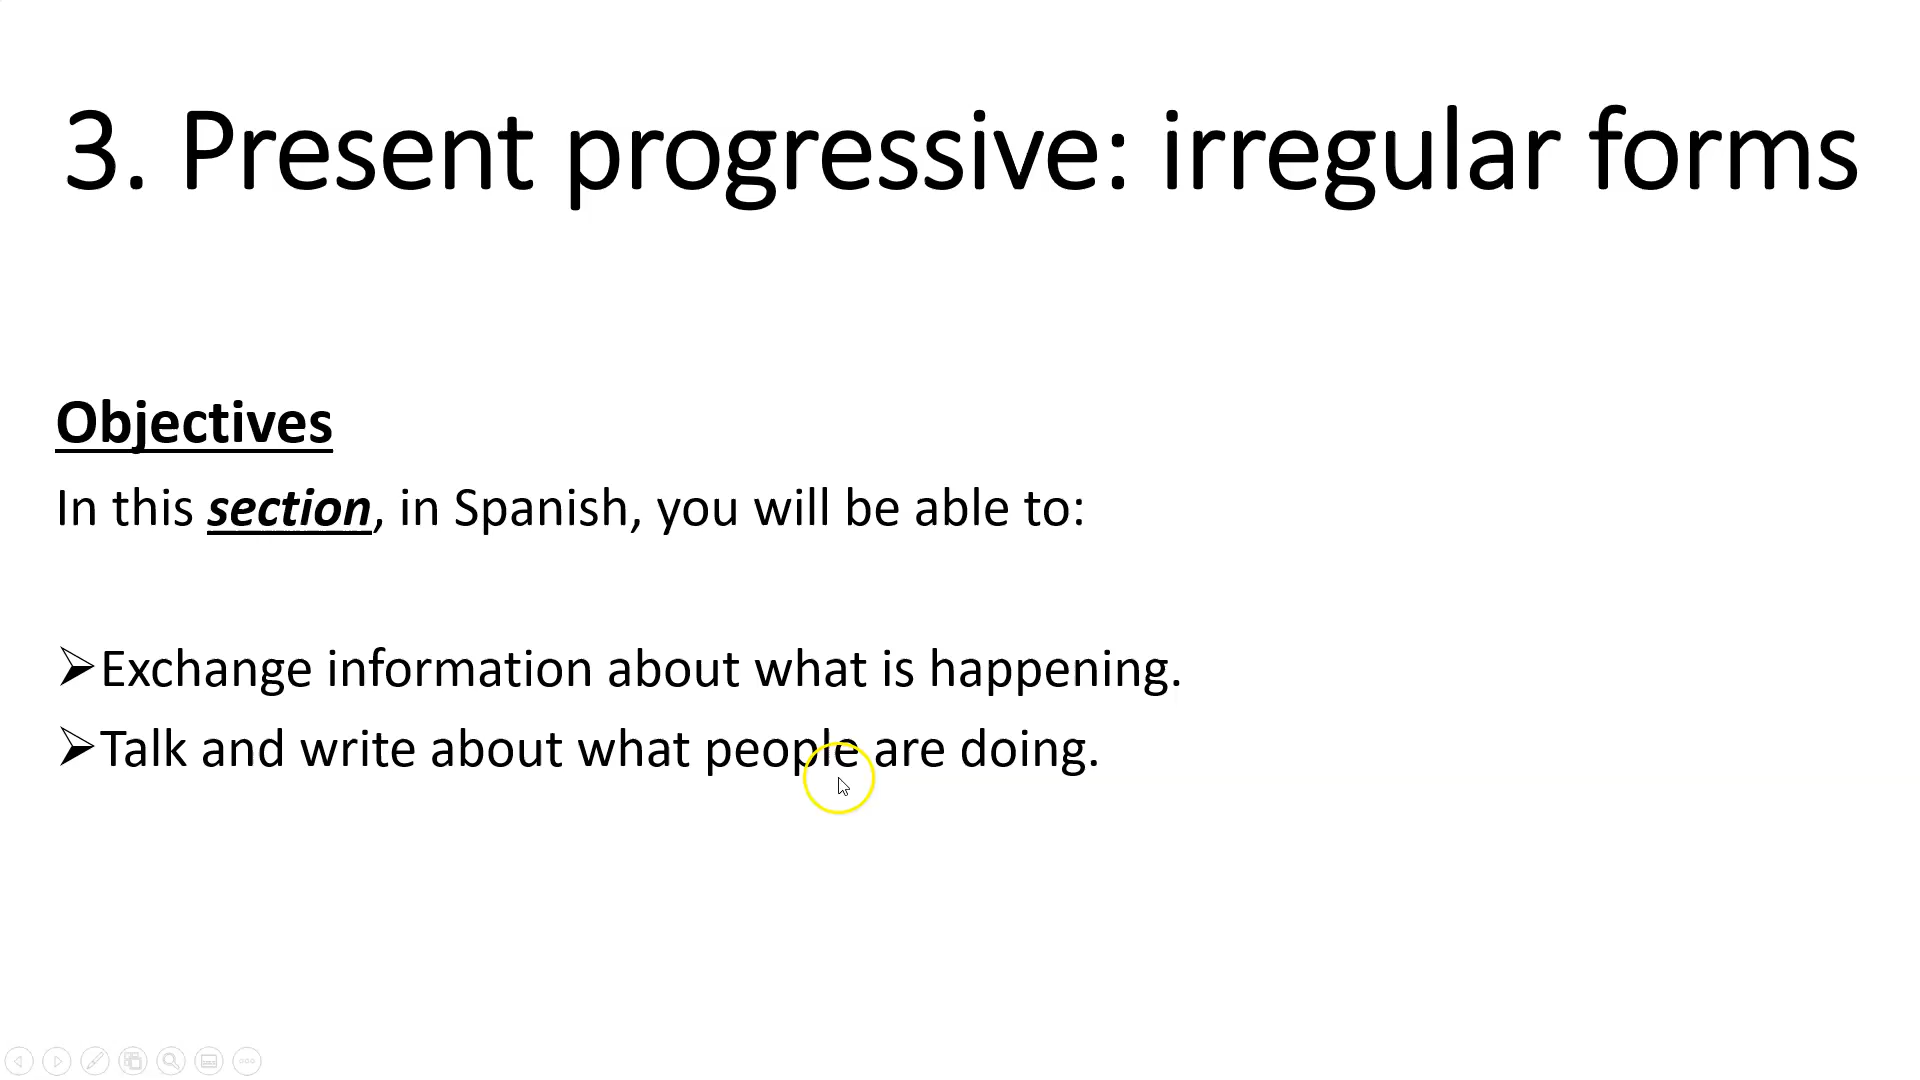 3. Present progressive: irregular forms
Objectives
In this section, in Spanish, you will be able to:
➢Exchange information about what is happening.
➢Talk and write about what people are doing.